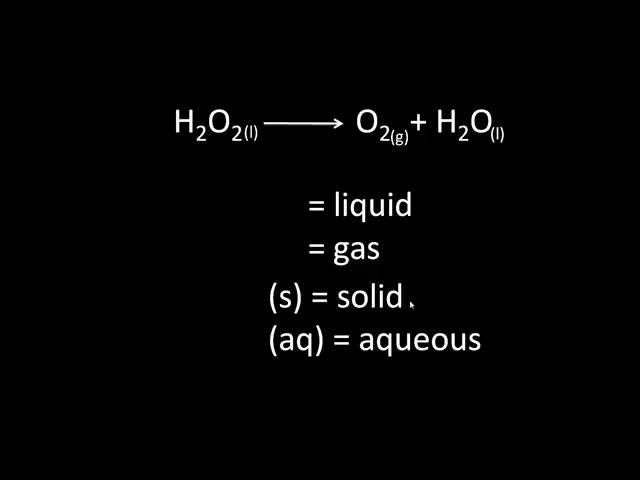 H₂O₂(l) ⟶ O₂(g) + H₂O(l)
= liquid
= gas
(s) = solid
(aq) = aqueous